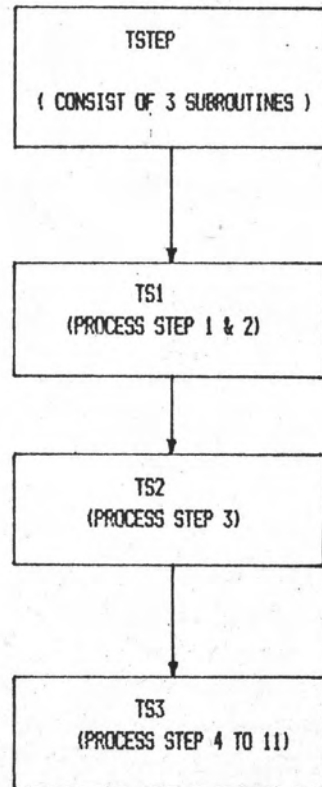 TSTEP
( CONSIST OF 3 SUBROUTINES )
TS1
(PROCESS STEP 1 & 2)
TS2
(PROCESS STEP 3)
TS3
(PROCESS STEP 4 TO 11)